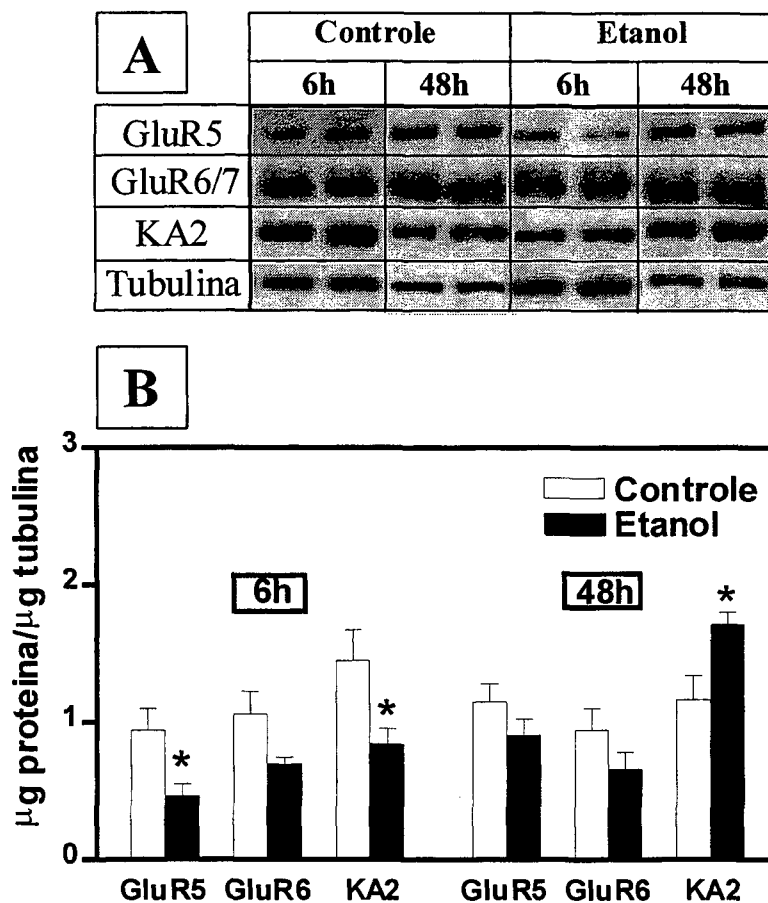 A
Controle Etanol
6h 48h 6h 48h
GluR5
GluR6/7
KA2
Tubulina
B
µg proteina/µg tubulina
3
2
1
0
Controle
Etanol
6h 48h
* * *
GluR5 GluR6 KA2 GluR5 GluR6 KA2